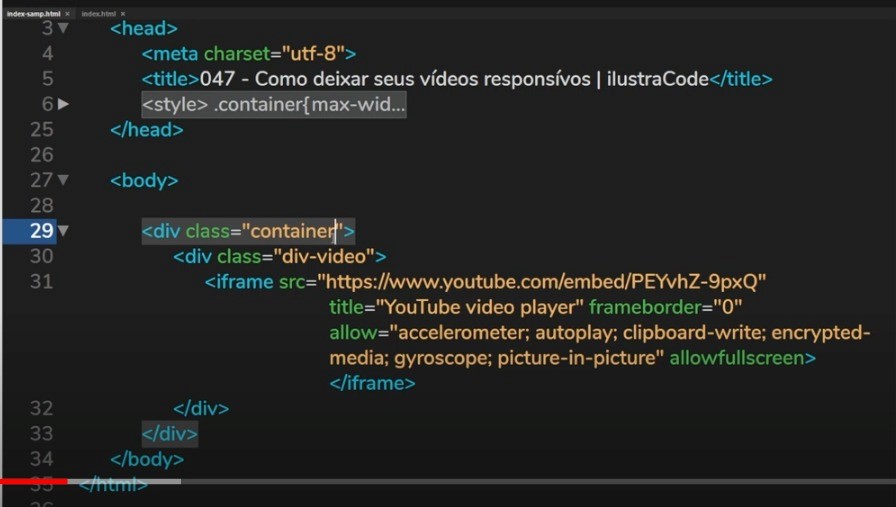 index-samp.html × index.html ×
3 <head>
4 <meta charset="utf-8">
5 <title>047 - Como deixar seus vídeos responsívos | ilustraCode</title>
6 <style> .container{max-wid...
25 </head>
26
27 <body>
28
29 <div class="container">
30 <div class="div-video">
31 <iframe src="https://www.youtube.com/embed/PEYvhZ-9pxQ"
title="YouTube video player" frameborder="0"
allow="accelerometer; autoplay; clipboard-write; encrypted-
media; gyroscope; picture-in-picture" allowfullscreen>
</iframe>
32 </div>
33 </div>
34 </body>
35 </html>
36